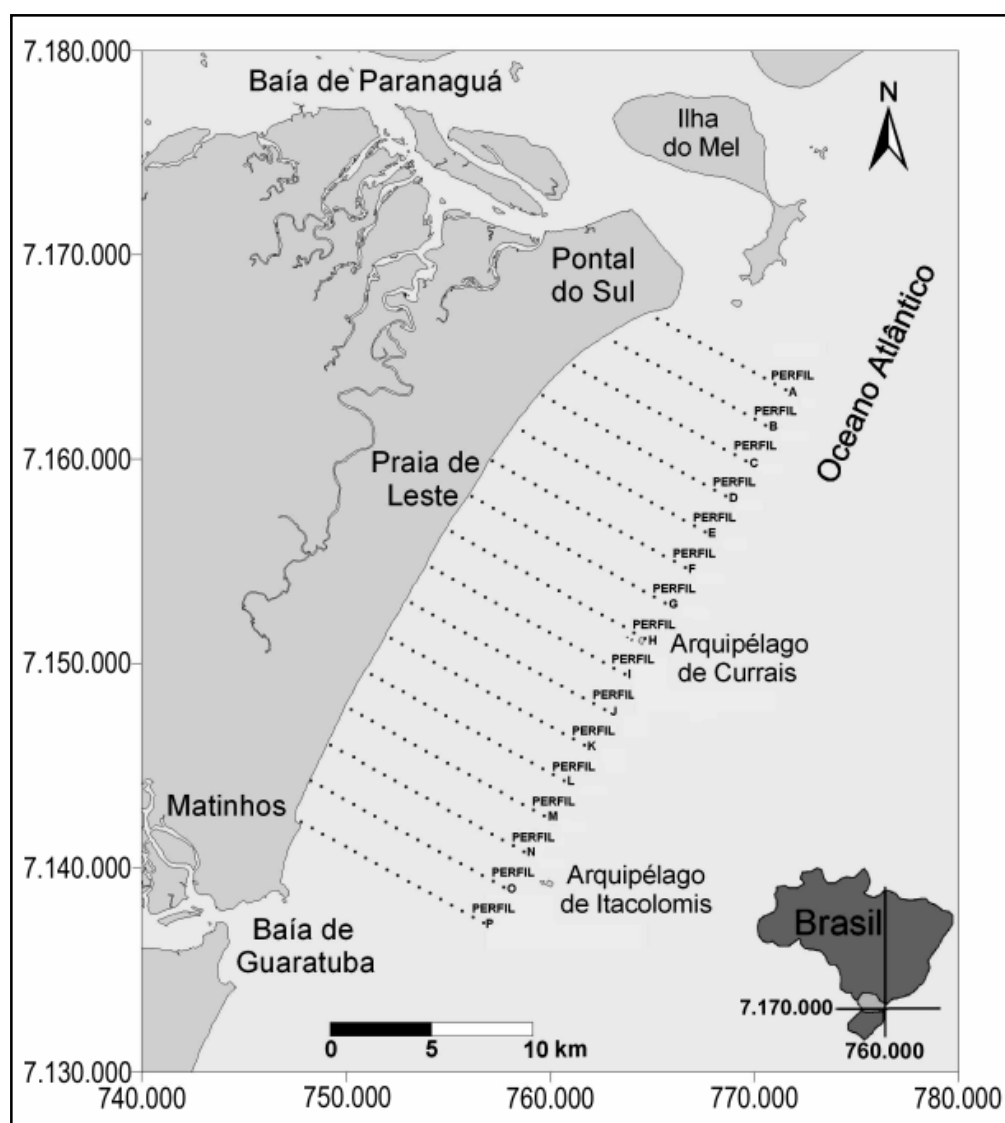 7.180.000
Baía de Paranaguá
N
Ilha
do Mel
7.170.000
Pontal
do Sul
Oceano Atlântico
PERFIL
A
PERFIL
B
7.160.000
Praia de
Leste
PERFIL
C
PERFIL
D
PERFIL
E
PERFIL
F
PERFIL
G
PERFIL
H
Arquipélago
de Currais
7.150.000
PERFIL
I
PERFIL
J
PERFIL
K
PERFIL
L
PERFIL
M
Matinhos
PERFIL
N
7.140.000
PERFIL
O
Arquipélago
de Itacolomis
PERFIL
P
Baía de
Guaratuba
Brasil
7.170.000
760.000
0 5 10 km
7.130.000
740.000 750.000 760.000 770.000 780.000